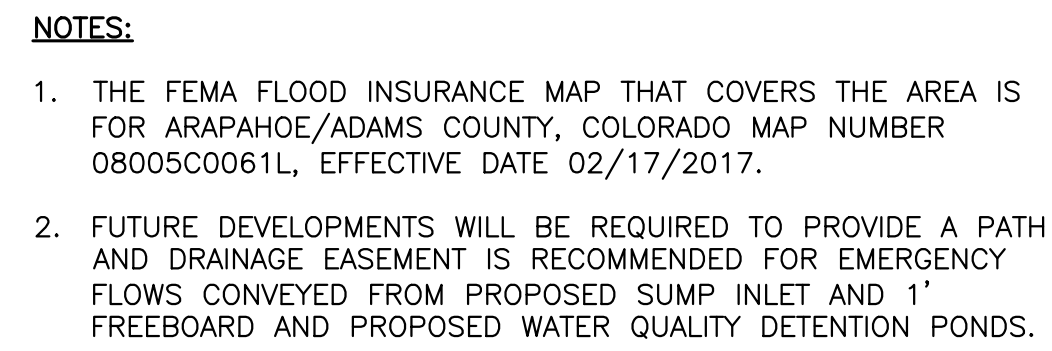 NOTES:
1. THE FEMA FLOOD INSURANCE MAP THAT COVERS THE AREA IS
FOR ARAPAHOE/ADAMS COUNTY, COLORADO MAP NUMBER
08005C0061L, EFFECTIVE DATE 02/17/2017.
2. FUTURE DEVELOPMENTS WILL BE REQUIRED TO PROVIDE A PATH
AND DRAINAGE EASEMENT IS RECOMMENDED FOR EMERGENCY
FLOWS CONVEYED FROM PROPOSED SUMP INLET AND 1'
FREEBOARD AND PROPOSED WATER QUALITY DETENTION PONDS.